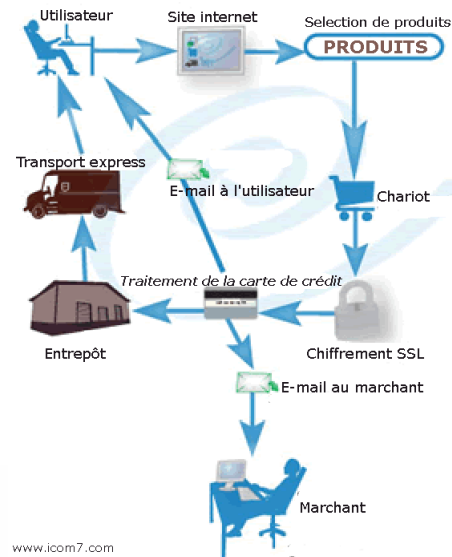 Utilisateur
Site internet
Selection de produits
PRODUITS
Transport express
E-mail à l'utilisateur
Chariot
Traitement de la carte de crédit
Entrepôt
Chiffrement SSL
E-mail au marchant
Marchant
www.icom7.com